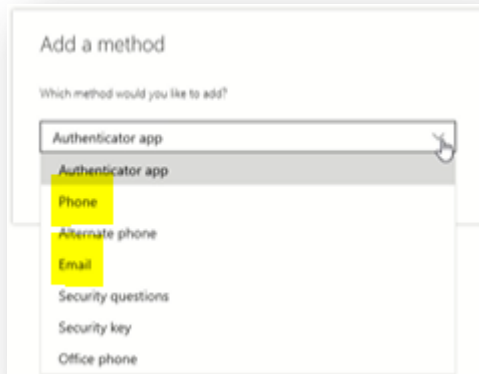 Add a method
Which method would you like to add?
Authenticator app
Authenticator app
Phone
Alternate phone
Email
Security questions
Security key
Office phone